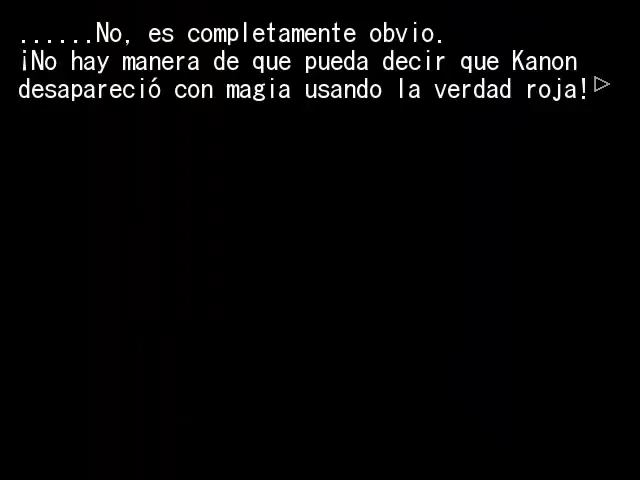 ......No, es completamente obvio.
¡No hay manera de que pueda decir que Kanon
desapareció con magia usando la verdad roja!